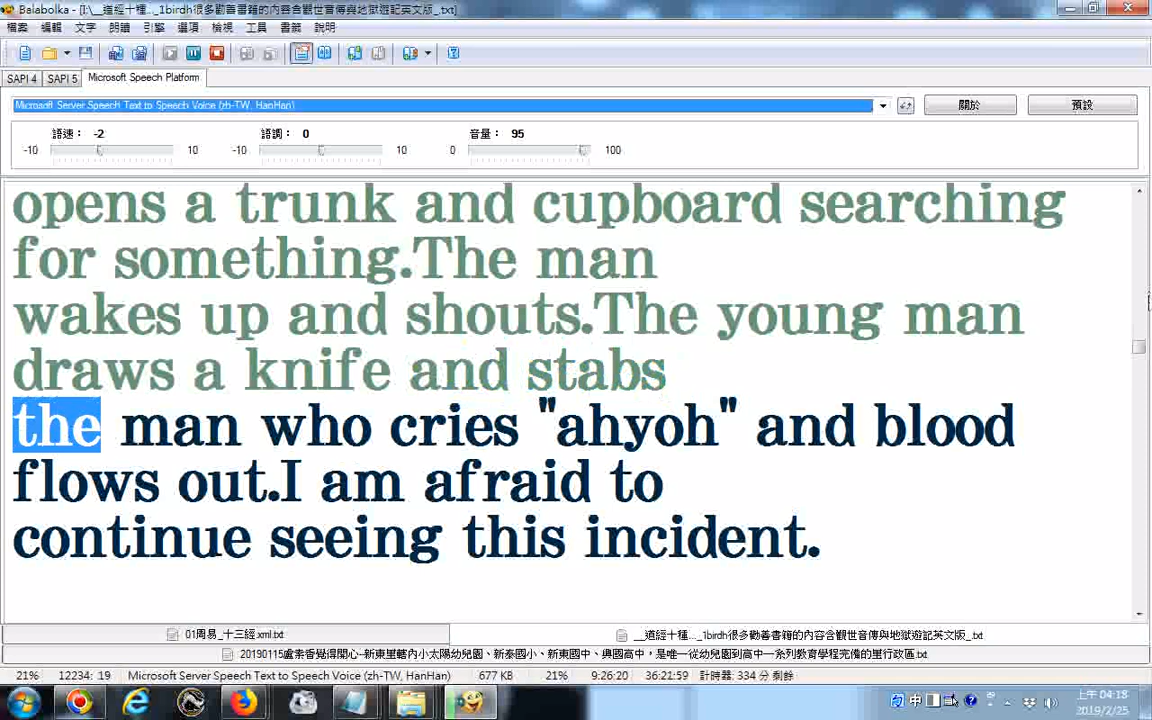 Balabolka - [I:\__道經十種..._1birdh很多勸善書籍的內容含觀世音傳與地獄遊記英文版_.txt]
檔案 編輯 文字 朗讀 引擎 選項 檢視 工具 書籤 說明
SAPI 4 SAPI 5 Microsoft Speech Platform
Microsoft Server Speech Text to Speech Voice (zh-TW, HanHan)
關於 預設
語速： -2 語調： 0 音量： 95
-10 10 -10 10 0 100
opens a trunk and cupboard searching
for something.The man
wakes up and shouts.The young man
draws a knife and stabs
the man who cries "ahyoh" and blood
flows out.I am afraid to
continue seeing this incident.
01周易_十三經.xml.txt
__道經十種..._1birdh很多勸善書籍的內容含觀世音傳與地獄遊記英文版_.txt
20190115盧素香覺得開心-新東里轄內小太陽幼兒園、新泰國小、新東國中、興國高中，是唯一從幼兒園到高中一系列教育學程完備的里行政區.txt
21% 12234: 19 Microsoft Server Speech Text to Speech Voice (zh-TW, HanHan) 677 KB 21% 9:26:20 36:21:59 計時器： 334 分 剩餘
中
上午 04:18
2019/2/25